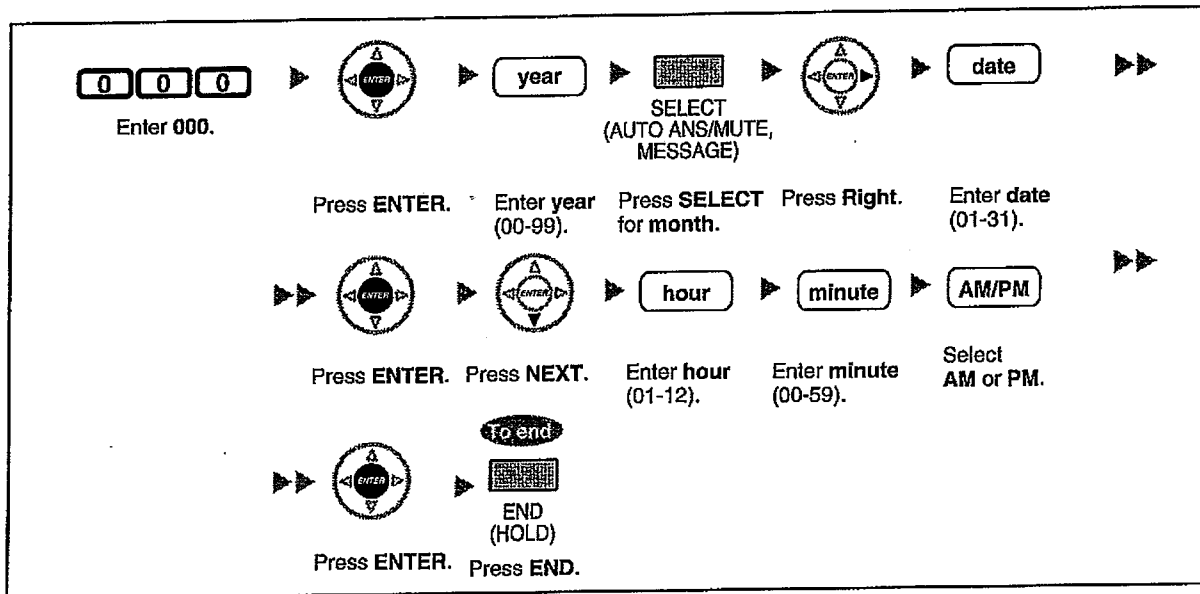 0 0 0 ENTER year ENTER date
SELECT
Enter 000. (AUTO ANS/MUTE,
MESSAGE)
Press ENTER. Enter year Press SELECT Press Right. Enter date
(00-99). for month. (01-31).
ENTER ENTER hour minute AM/PM
Press ENTER. Press NEXT. Enter hour Enter minute Select
(01-12). (00-59). AM or PM.
To end
ENTER
END
(HOLD)
Press ENTER. Press END.